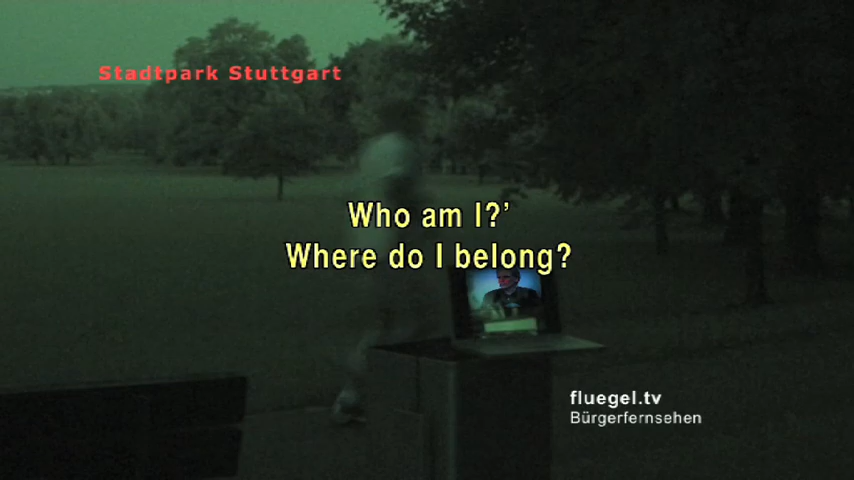 Stadtpark Stuttgart
Who am I?’
Where do I belong?
fluegel.tv
Bürgerfernsehen